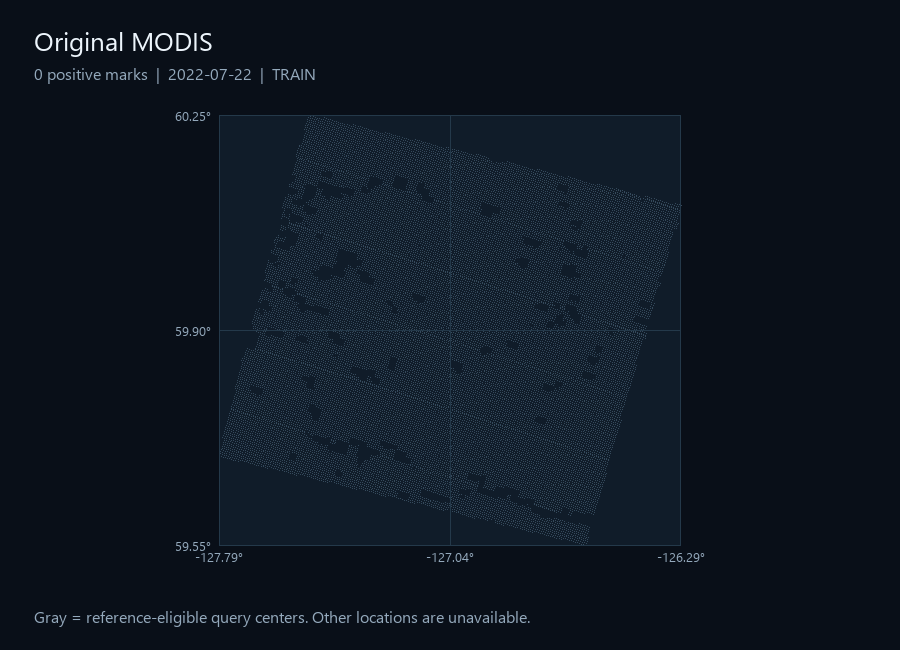 Original MODIS
0 positive marks | 2022-07-22 | TRAIN
60.25°
59.90°
59.55°
-127.79°
-127.04°
-126.29°
Gray = reference-eligible query centers. Other locations are unavailable.